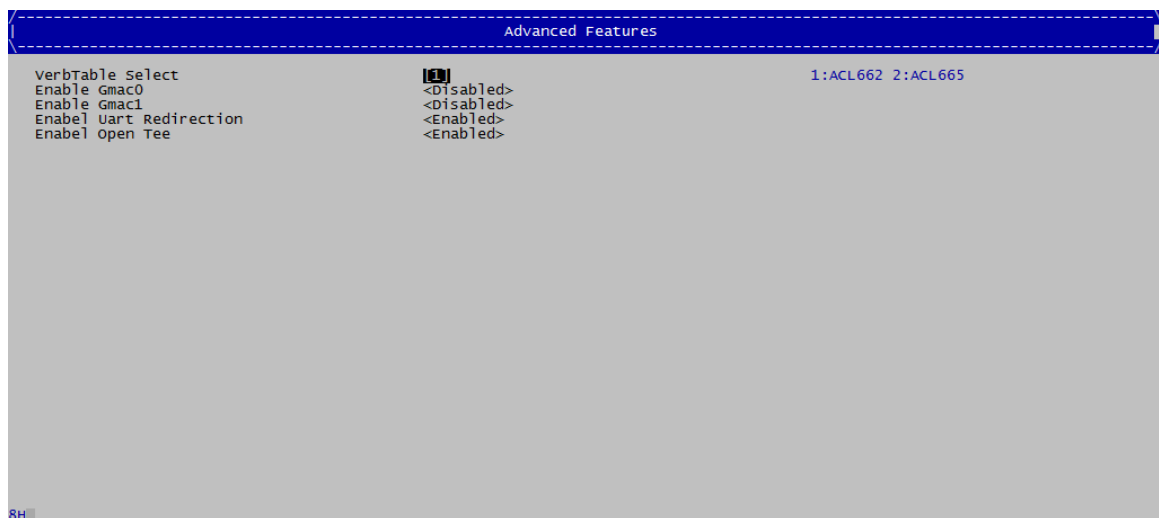 Advanced Features
VerbTable Select [1] 1:ACL662 2:ACL665
Enable Gmac0 <Disabled>
Enable Gmac1 <Disabled>
Enabel Uart Redirection <Enabled>
Enabel Open Tee <Enabled>
8H